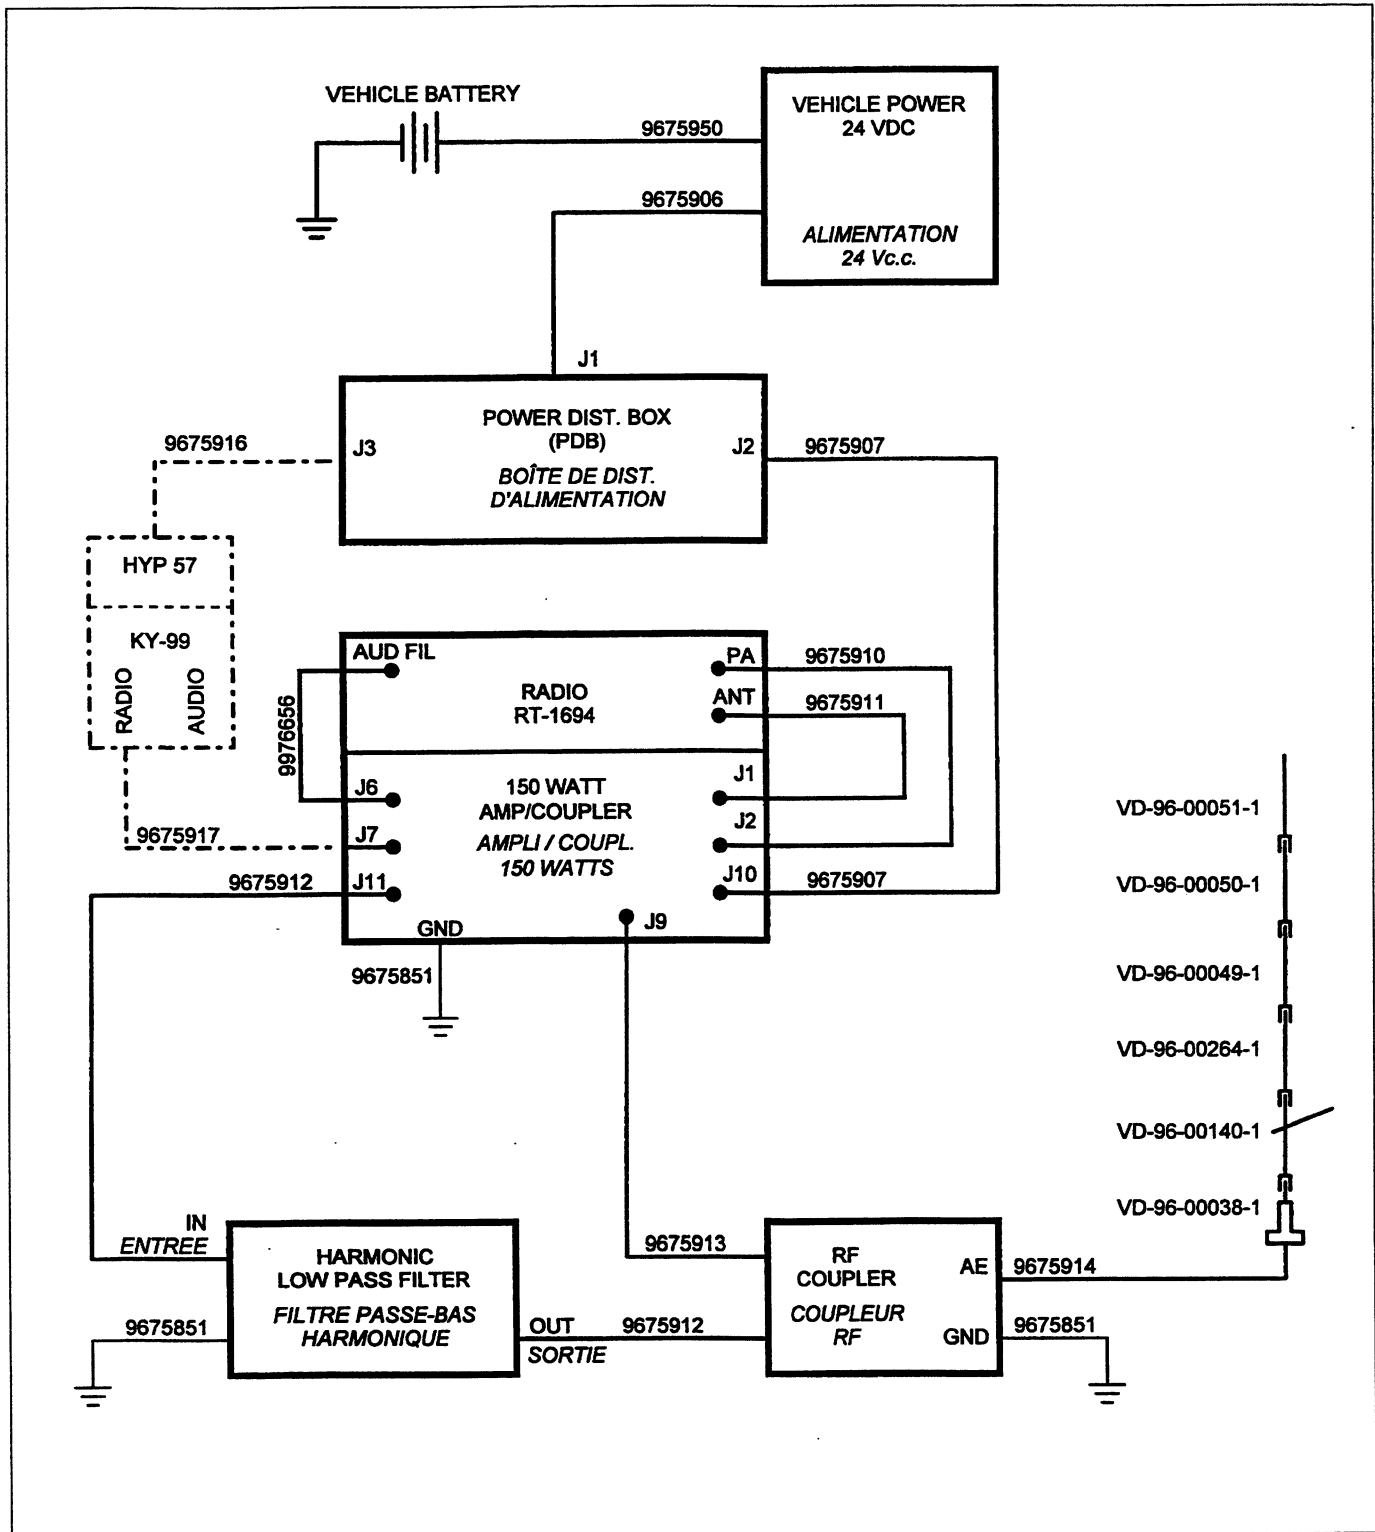 VEHICLE BATTERY
9675950
VEHICLE POWER
24 VDC
9675906
ALIMENTATION
24 Vc.c.
J1
9675916
J3
POWER DIST. BOX
(PDB)
J2
9675907
BOÎTE DE DIST.
D'ALIMENTATION
HYP 57
KY-99
RADIO
AUDIO
AUD FIL
PA
9675910
RADIO
RT-1694
ANT
9675911
9976656
J1
J6
150 WATT
AMP/COUPLER
J2
9675917
J7
AMPLI / COUPL.
150 WATTS
9675912
J11
J10
9675907
GND
J9
9675851
VD-96-00051-1
VD-96-00050-1
VD-96-00049-1
VD-96-00264-1
VD-96-00140-1
VD-96-00038-1
IN
ENTREE
HARMONIC
LOW PASS FILTER
FILTRE PASSE-BAS
HARMONIQUE
9675851
OUT
SORTIE
9675912
9675913
RF
COUPLER
COUPLEUR
RF
AE
9675914
GND
9675851